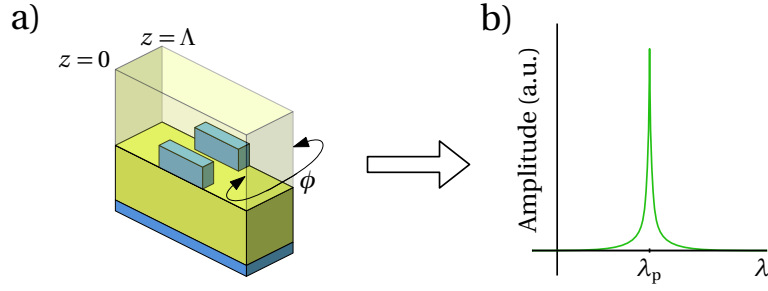 a)
z = Λ
z = 0
ϕ
b)
Amplitude (a.u.)
λp
λ